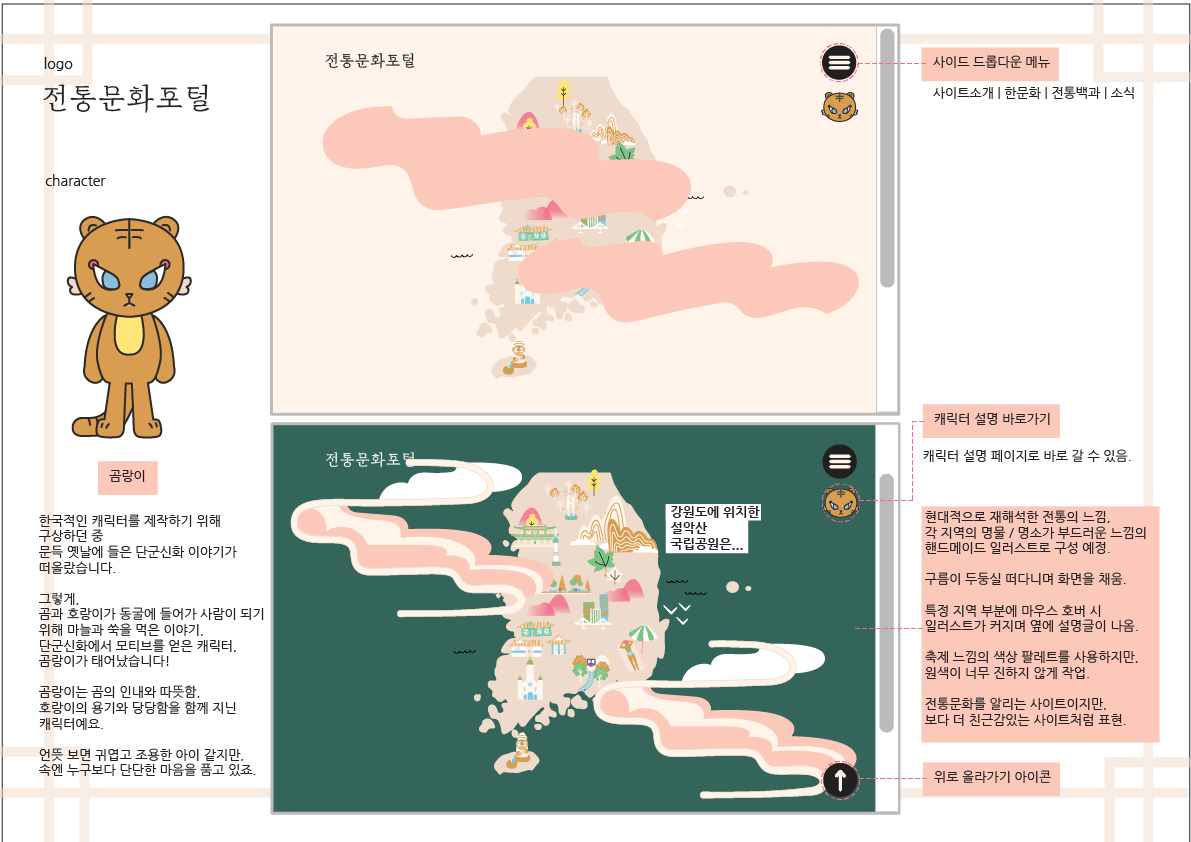 logo
전통문화포털
character
곰랑이
한국적인 캐릭터를 제작하기 위해
구상하던 중
문득 옛날에 들은 단군신화 이야기가
떠올랐습니다.
그렇게,
곰과 호랑이가 동굴에 들어가 사람이 되기
위해 마늘과 쑥을 먹은 이야기,
단군신화에서 모티브를 얻은 캐릭터,
곰랑이가 태어났습니다!
곰랑이는 곰의 인내와 따뜻함,
호랑이의 용기와 당당함을 함께 지닌
캐릭터예요.
언뜻 보면 귀엽고 조용한 아이 같지만,
속엔 누구보다 단단한 마음을 품고 있죠.
전통문화포털
전통문화포털
강원도에 위치한
설악산
국립공원은...
사이드 드롭다운 메뉴
사이트소개 | 한문화 | 전통백과 | 소식
캐릭터 설명 바로가기
캐릭터 설명 페이지로 바로 갈 수 있음.
현대적으로 재해석한 전통의 느낌,
각 지역의 명물 / 명소가 부드러운 느낌의
핸드메이드 일러스트로 구성 예정.
구름이 두둥실 떠다니며 화면을 채움.
특정 지역 부분에 마우스 호버 시
일러스트가 커지며 옆에 설명글이 나옴.
축제 느낌의 색상 팔레트를 사용하지만,
원색이 너무 진하지 않게 작업.
전통문화를 알리는 사이트이지만,
보다 더 친근감있는 사이트처럼 표현.
위로 올라가기 아이콘